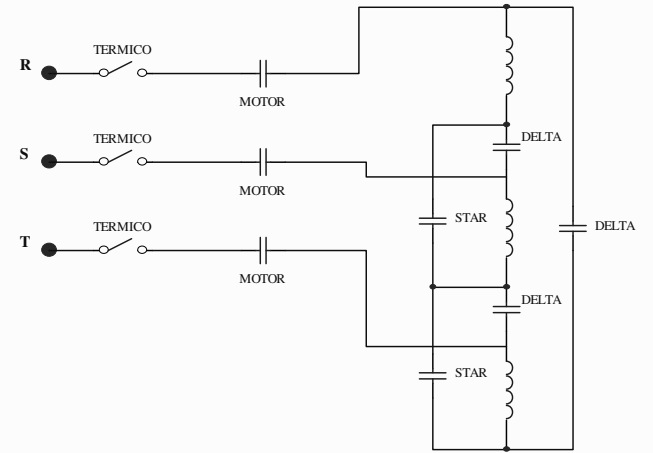 TERMICO
R
MOTOR
TERMICO
S
MOTOR
DELTA
TERMICO
T
MOTOR
STAR
DELTA
DELTA
STAR